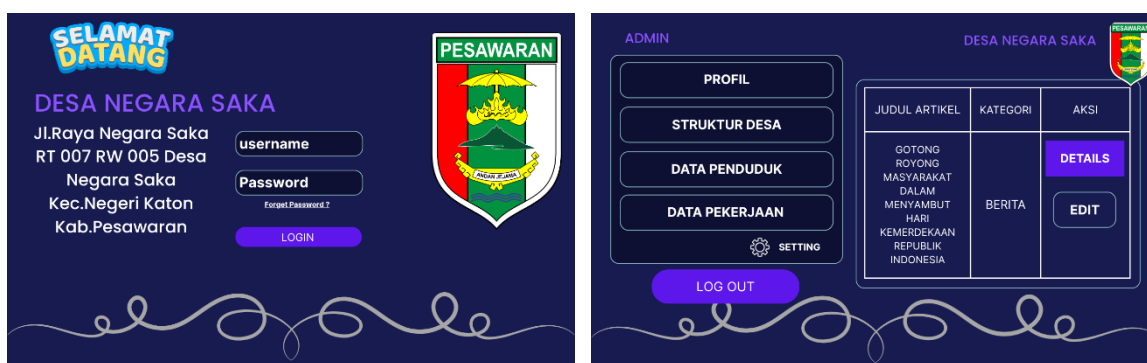 SELAMAT
DATANG
PESAWARAN
ANDAN JEJAMA
DESA NEGARA SAKA
Jl.Raya Negara Saka
RT 007 RW 005 Desa
Negara Saka
Kec.Negeri Katon
Kab.Pesawaran
username
Password
Forget Password ?
LOGIN
ADMIN
DESA NEGARA SAKA
PESAWARAN
PROFIL
STRUKTUR DESA
DATA PENDUDUK
DATA PEKERJAAN
SETTING
LOG OUT
JUDUL ARTIKEL
KATEGORI
AKSI
GOTONG
ROYONG
MASYARAKAT
DALAM
MENYAMBUT
HARI
KEMERDEKAAN
REPUBLIK
INDONESIA
BERITA
DETAILS
EDIT